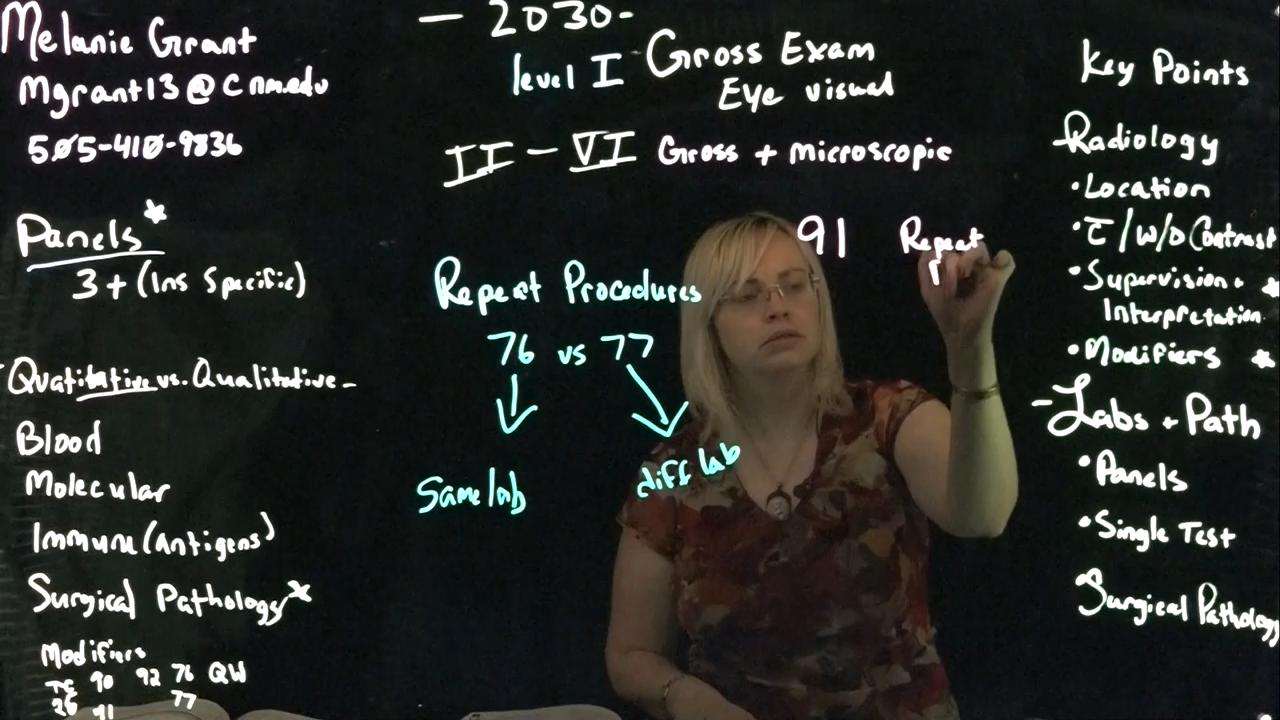 Melanie Grant
Mgrant13@cnm.edu
505-410-9836
Panels*
3+ (Ins Specific)
Quatitative vs. Qualitative-
Blood
Molecular
Immune (antigens)
Surgical Pathology*
Modifiers
TC 90 92 76 QW
26 91 77
- 2030-
level I - Gross Exam
Eye visual
II - VI Gross + microscopic
91 Repeat
Repeat Procedures
76 vs 77
Same lab diff lab
Key Points
Radiology
• Location
• c̄/W/O Contrast
• Supervision + *
Interpretation
• Modifiers *
- Labs + Path
• Panels
• Single Test
• Surgical Pathology